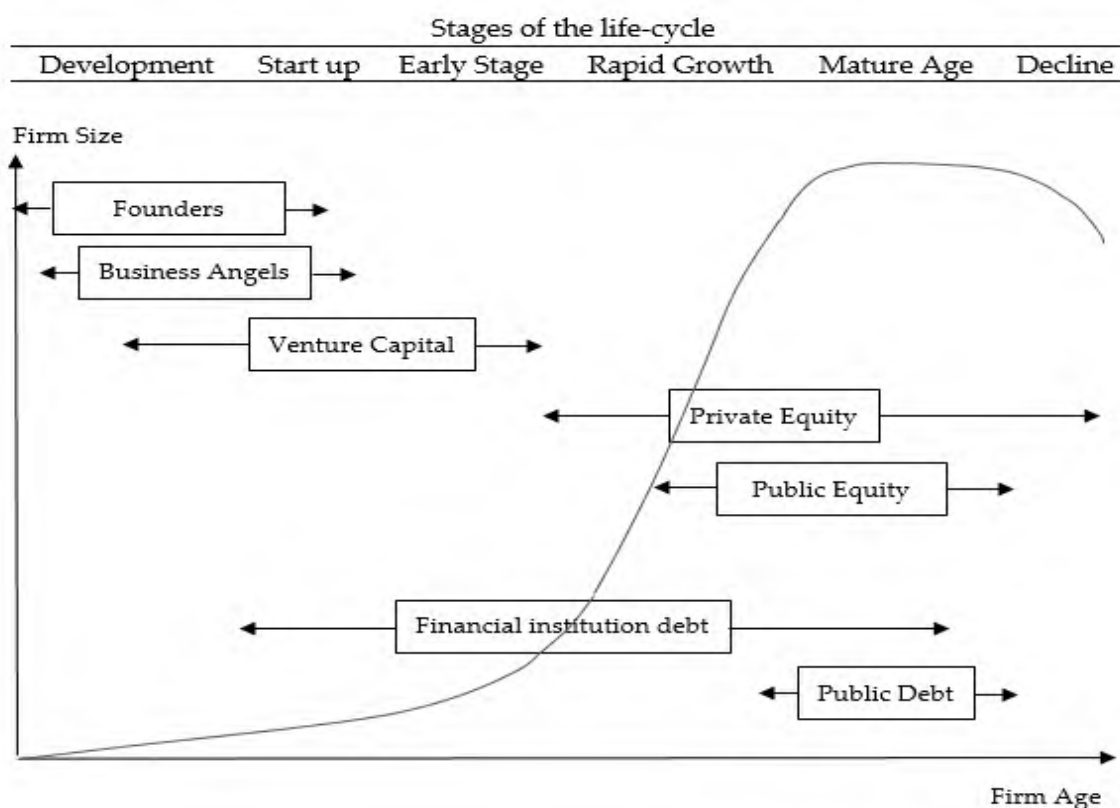 Stages of the life-cycle
Development Start up Early Stage Rapid Growth Mature Age Decline
Firm Size
Founders
Business Angels
Venture Capital
Private Equity
Public Equity
Financial institution debt
Public Debt
Firm Age